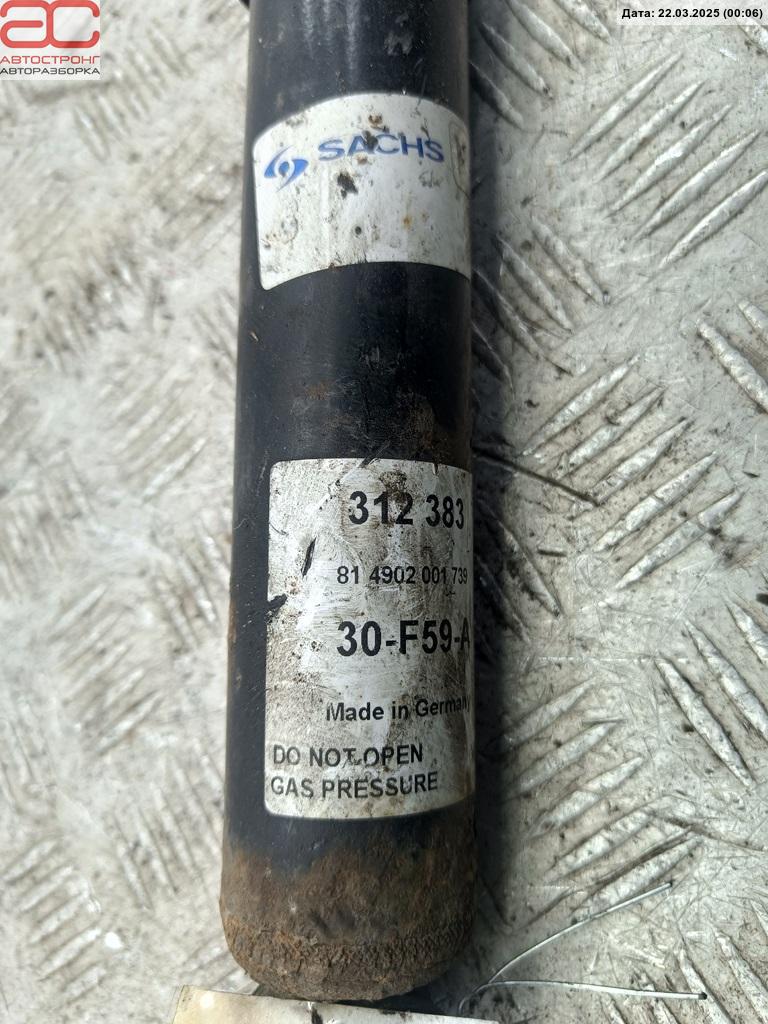 АС
АВТОСТРОНГ
АВТОРАЗБОРКА
Дата: 22.03.2025 (00:06)
SACHS
312 383
81 4902 001 739
30-F59-A
Made in Germany
DO NOT OPEN
GAS PRESSURE